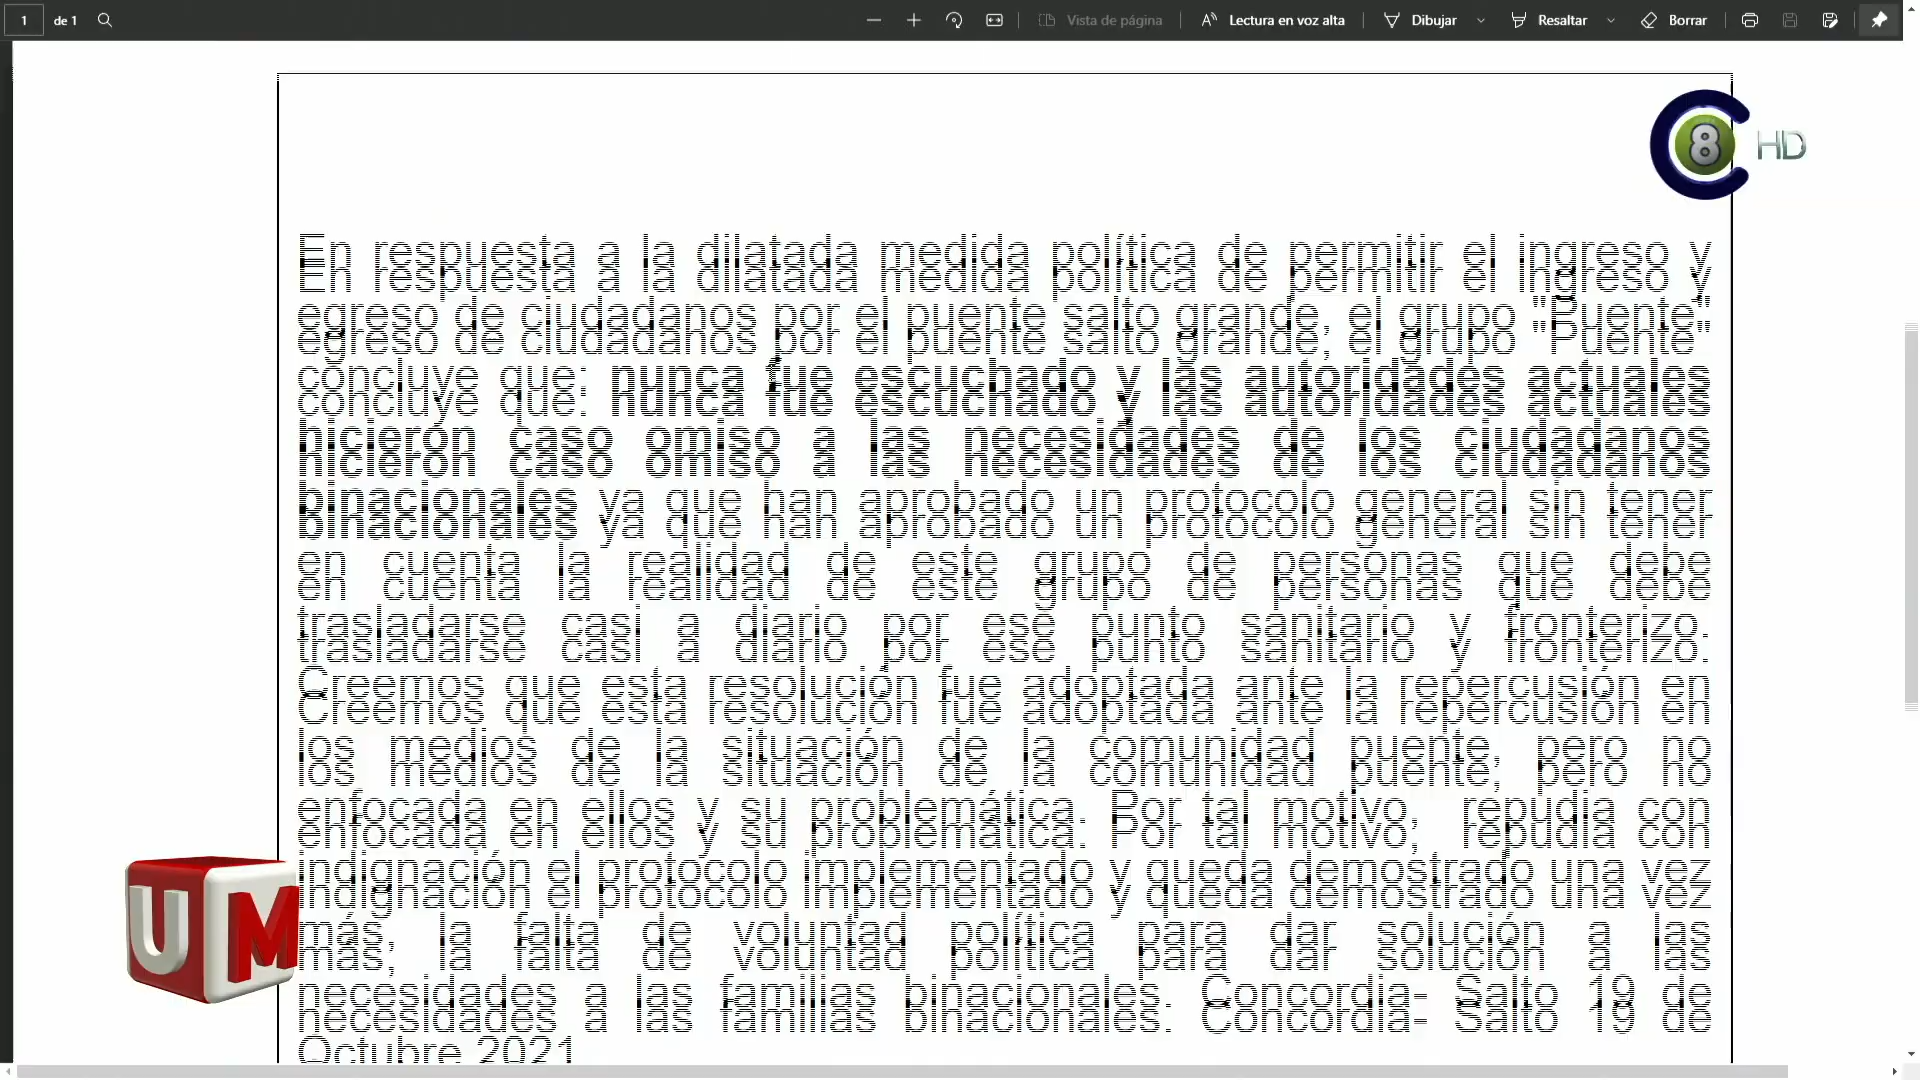 1 de 1 Vista de página Lectura en voz alta Dibujar Resaltar Borrar
8 HD
En respuesta a la dilatada medida política de permitir el ingreso y
egreso de ciudadanos por el puente salto grande, el grupo "Puente"
concluye que: nunca fue escuchado y las autoridades actuales
hicieron caso omiso a las necesidades de los ciudadanos
binacionales ya que han aprobado un protocolo general sin tener
en cuenta la realidad de este grupo de personas que debe
trasladarse casi a diario por ese punto sanitario y fronterizo.
Creemos que esta resolución fue adoptada ante la repercusión en
los medios de la situación de la comunidad puente, pero no
enfocada en ellos y su problemática. Por tal motivo, repudia con
indignación el protocolo implementado y queda demostrado una vez
más, la falta de voluntad política para dar solución a las
necesidades a las familias binacionales. Concordia- Salto de
Octubre 2021
UM